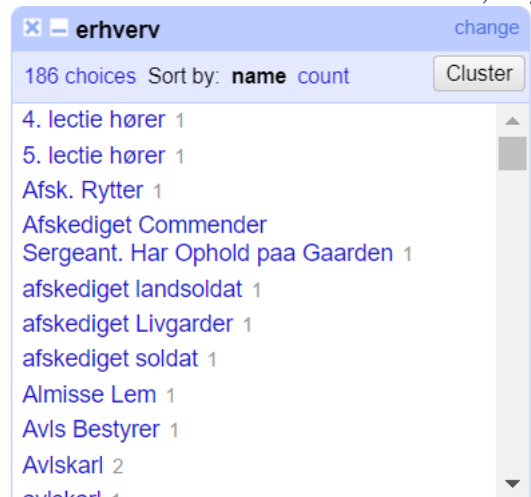 erhverv change
186 choices Sort by: name count Cluster
4. lectie hører 1
5. lectie hører 1
Afsk. Rytter 1
Afskediget Commender
Sergeant. Har Ophold paa Gaarden 1
afskediget landsoldat 1
afskediget Livgarder 1
afskediget soldat 1
Almisse Lem 1
Avls Bestyrer 1
Avlskarl 2
avlskarl 1